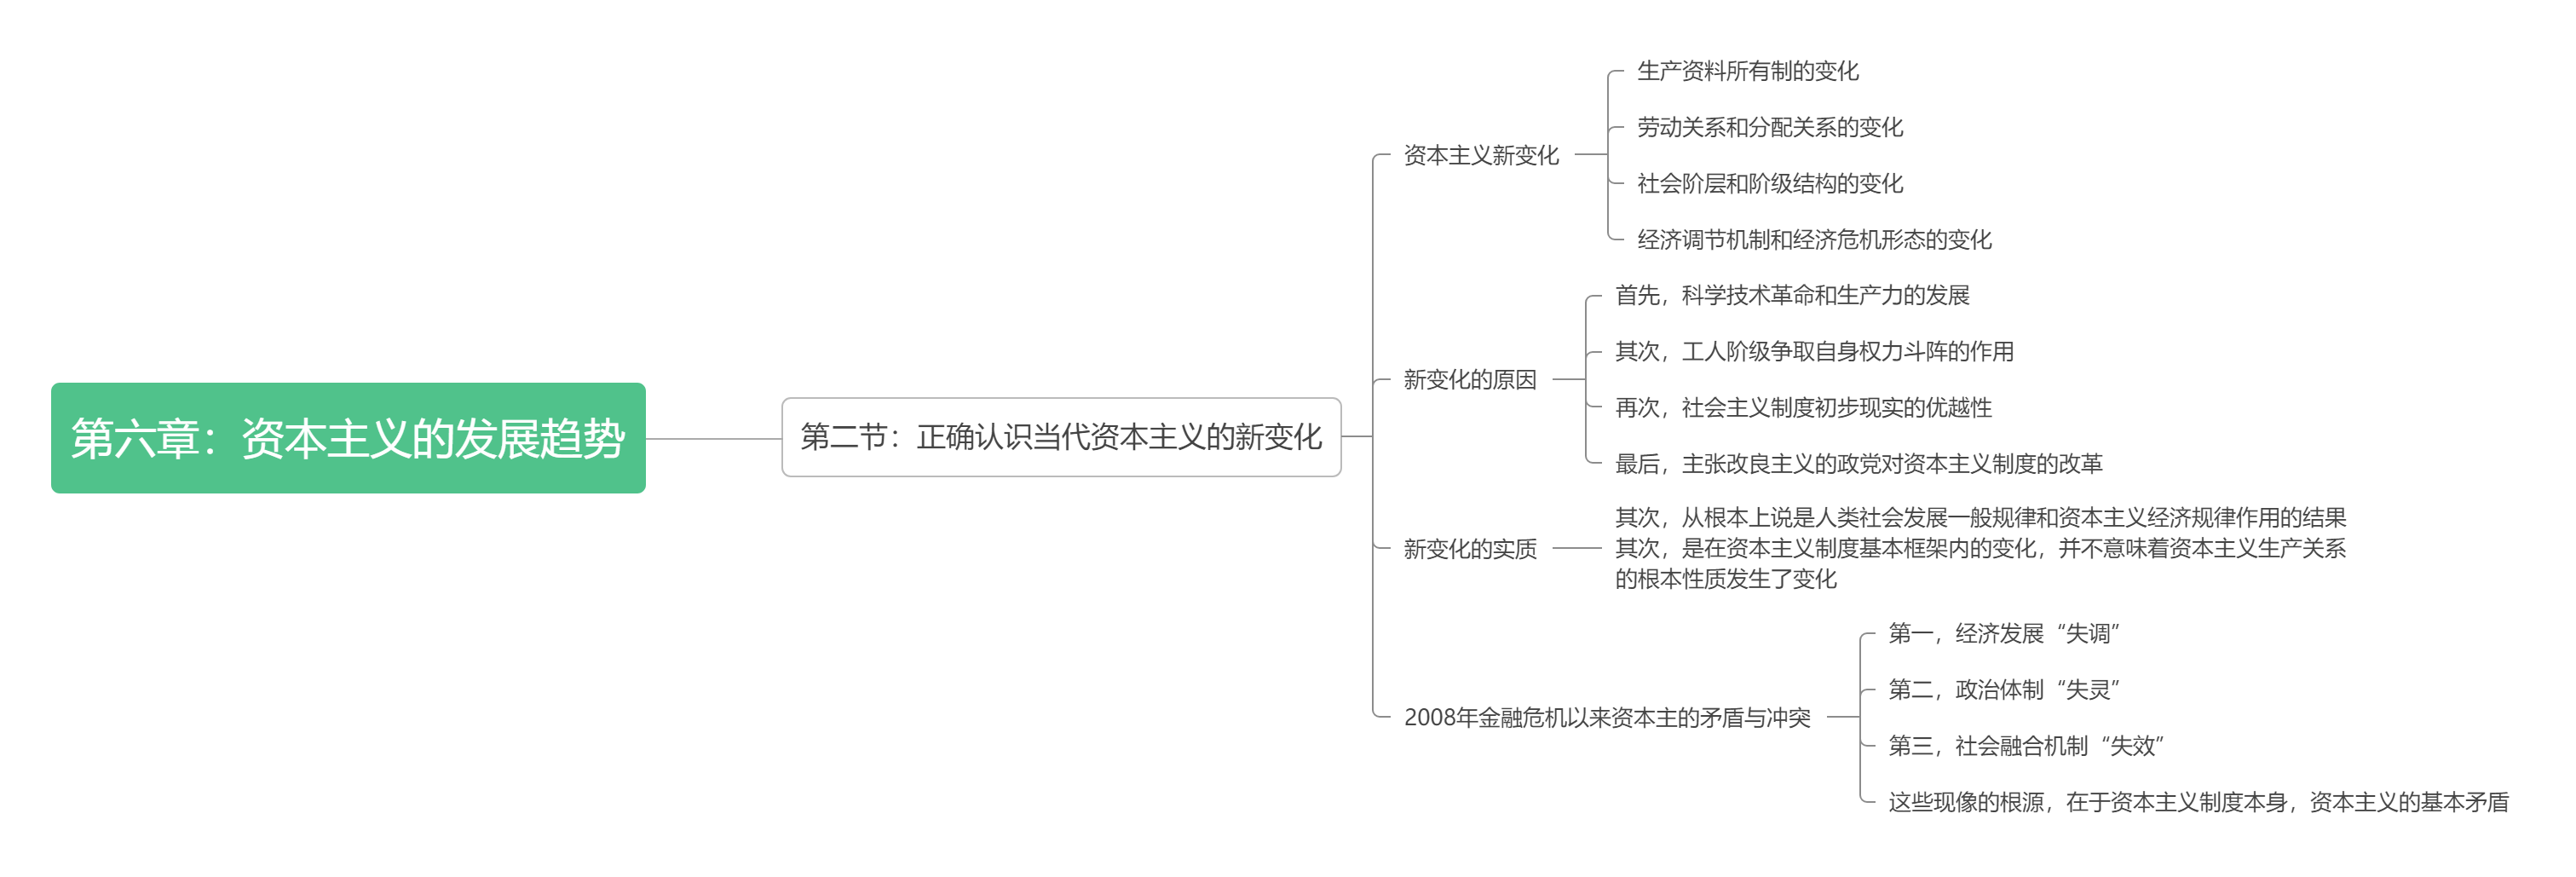 第六章：资本主义的发展趋势
第二节：正确认识当代资本主义的新变化
资本主义新变化
生产资料所有制的变化
劳动关系和分配关系的变化
社会阶层和阶级结构的变化
经济调节机制和经济危机形态的变化
新变化的原因
首先，科学技术革命和生产力的发展
其次，工人阶级争取自身权力斗阵的作用
再次，社会主义制度初步现实的优越性
最后，主张改良主义的政党对资本主义制度的改革
新变化的实质
其次，从根本上说是人类社会发展一般规律和资本主义经济规律作用的结果
其次，是在资本主义制度基本框架内的变化，并不意味着资本主义生产关系
的根本性质发生了变化
2008年金融危机以来资本主的矛盾与冲突
第一，经济发展“失调”
第二，政治体制“失灵”
第三，社会融合机制“失效”
这些现像的根源，在于资本主义制度本身，资本主义的基本矛盾